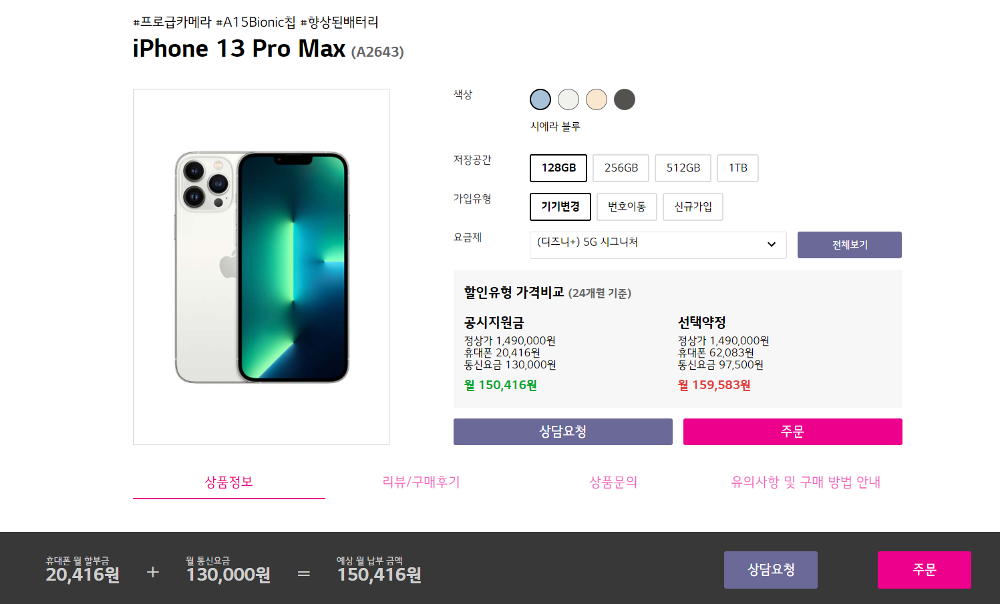 #프로급카메라 #A15Bionic칩 #향상된배터리
iPhone 13 Pro Max (A2643)
색상
시에라 블루
저장공간
128GB
256GB
512GB
1TB
가입유형
기기변경
번호이동
신규가입
요금제
(디즈니+) 5G 시그니처
전체보기
할인유형 가격비교 (24개월 기준)
공시지원금
정상가 1,490,000원
휴대폰 20,416원
통신요금 130,000원
월 150,416원
선택약정
정상가 1,490,000원
휴대폰 62,083원
통신요금 97,500원
월 159,583원
상담요청
주문
상품정보
리뷰/구매후기
상품문의
유의사항 및 구매 방법 안내
휴대폰 월 할부금
20,416원
+
월 통신요금
130,000원
=
예상 월 납부 금액
150,416원
상담요청
주문